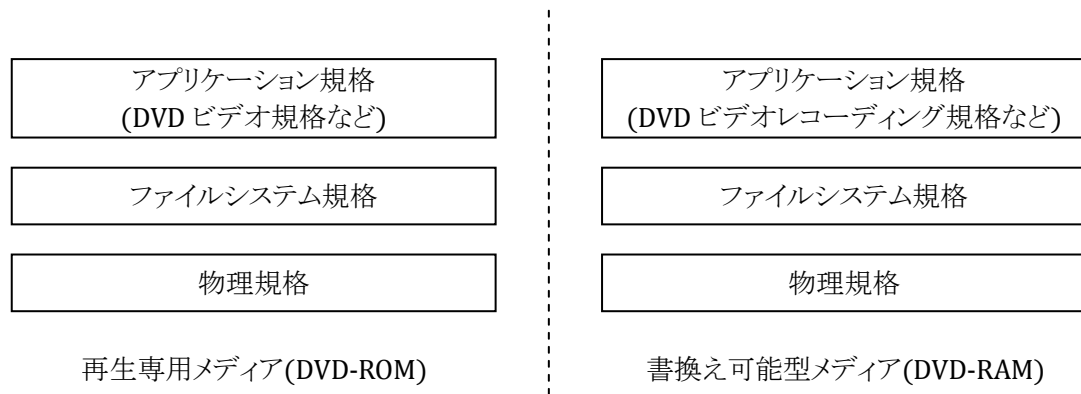 アプリケーション規格
(DVD ビデオ規格など)
ファイルシステム規格
物理規格
再生専用メディア(DVD-ROM)
アプリケーション規格
(DVD ビデオレコーディング規格など)
ファイルシステム規格
物理規格
書換え可能型メディア(DVD-RAM)